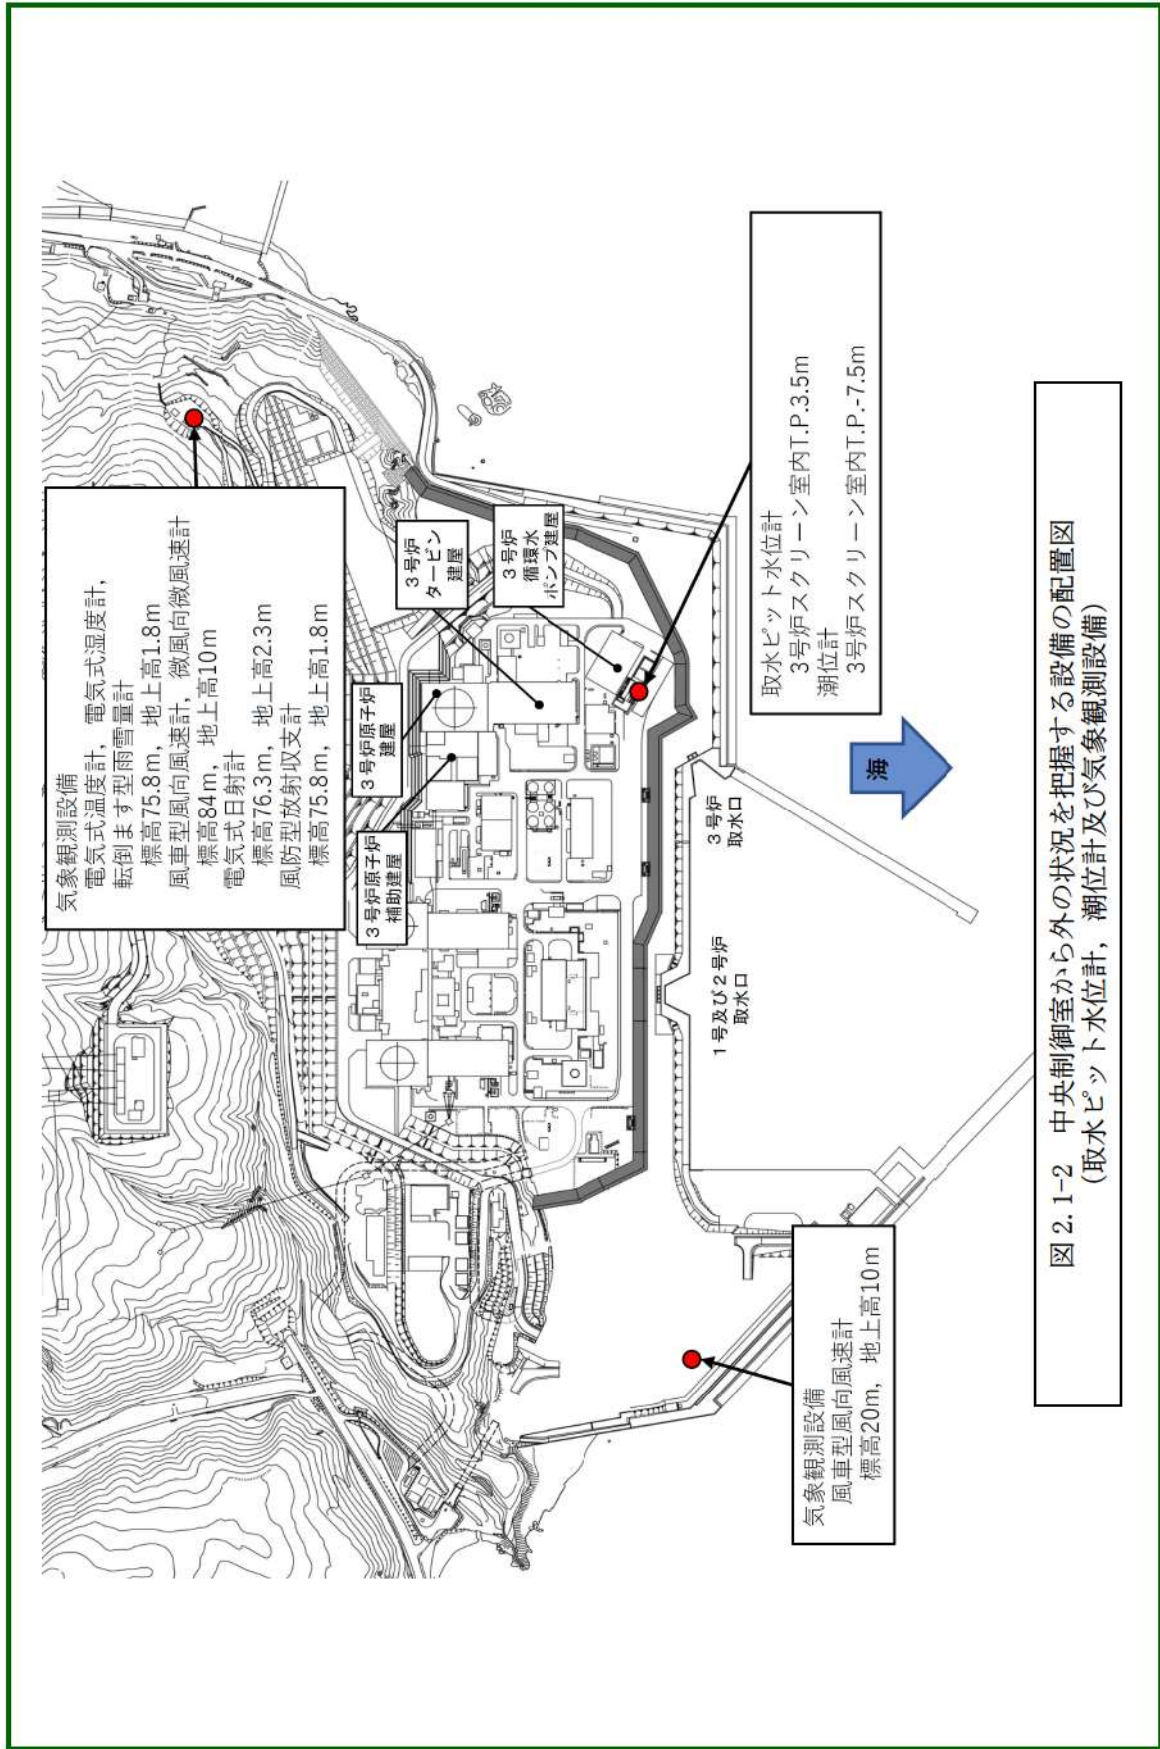 気象観測設備
電気式温度計，電気式湿度計，
転倒ます型雨雪量計
標高75.8m，地上高1.8m
風車型風向風速計，微風向微風速計
標高84m，地上高10m
電気式日射計
標高76.3m，地上高2.3m
風防型放射収支計
標高75.8m，地上高1.8m
3号炉原子炉
補助建屋
3号炉原子炉
建屋
3号炉
タービン
建屋
3号炉
循環水
ポンプ建屋
取水ピット水位計
3号炉スクリーン室内T.P.3.5m
潮位計
3号炉スクリーン室内T.P.-7.5m
1号及び2号炉
取水口
3号炉
取水口
海
気象観測設備
風車型風向風速計
標高20m，地上高10m
図 2.1-2　中央制御室から外の状況を把握する設備の配置図
(取水ピット水位計，潮位計及び気象観測設備)